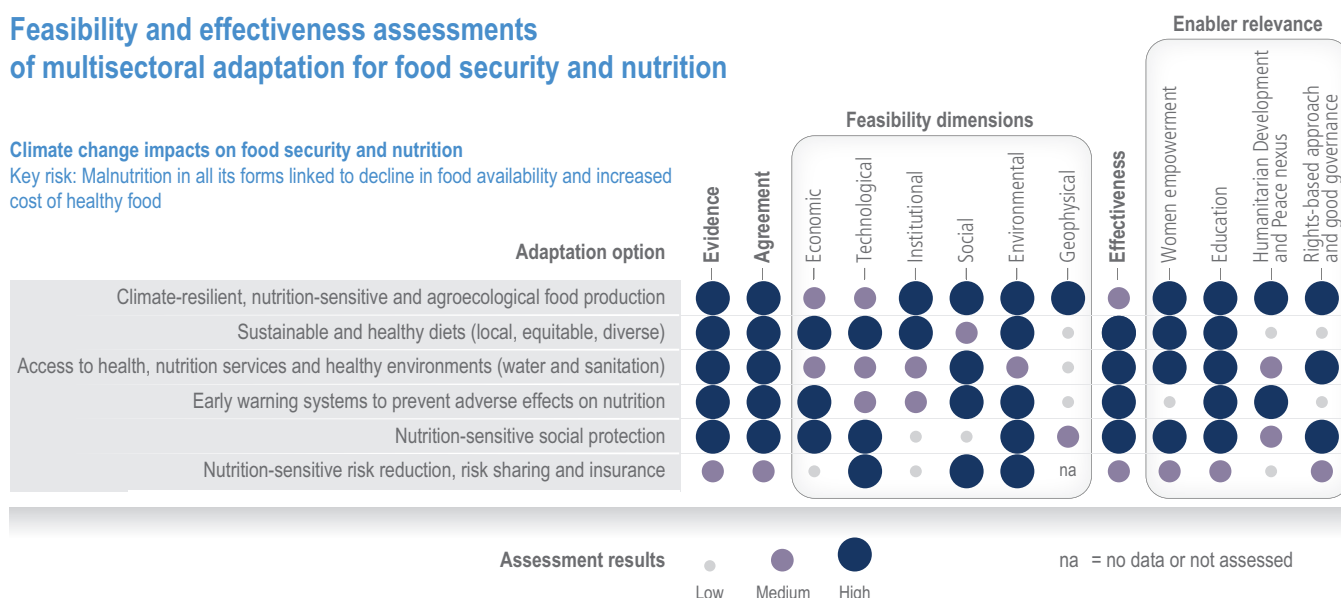 Feasibility and effectiveness assessments
of multisectoral adaptation for food security and nutrition
Enabler relevance
Climate change impacts on food security and nutrition
Key risk: Malnutrition in all its forms linked to decline in food availability and increased
cost of healthy food
Feasibility dimensions
Adaptation option
Evidence
Agreement
Economic
Technological
Institutional
Social
Environmental
Geophysical
Effectiveness
Women empowerment
Education
Humanitarian Development
and Peace nexus
Rights-based approach
and good governance
Climate-resilient, nutrition-sensitive and agroecological food production
Sustainable and healthy diets (local, equitable, diverse)
Access to health, nutrition services and healthy environments (water and sanitation)
Early warning systems to prevent adverse effects on nutrition
Nutrition-sensitive social protection
Nutrition-sensitive risk reduction, risk sharing and insurance
na
Assessment results
Low
Medium
High
na = no data or not assessed